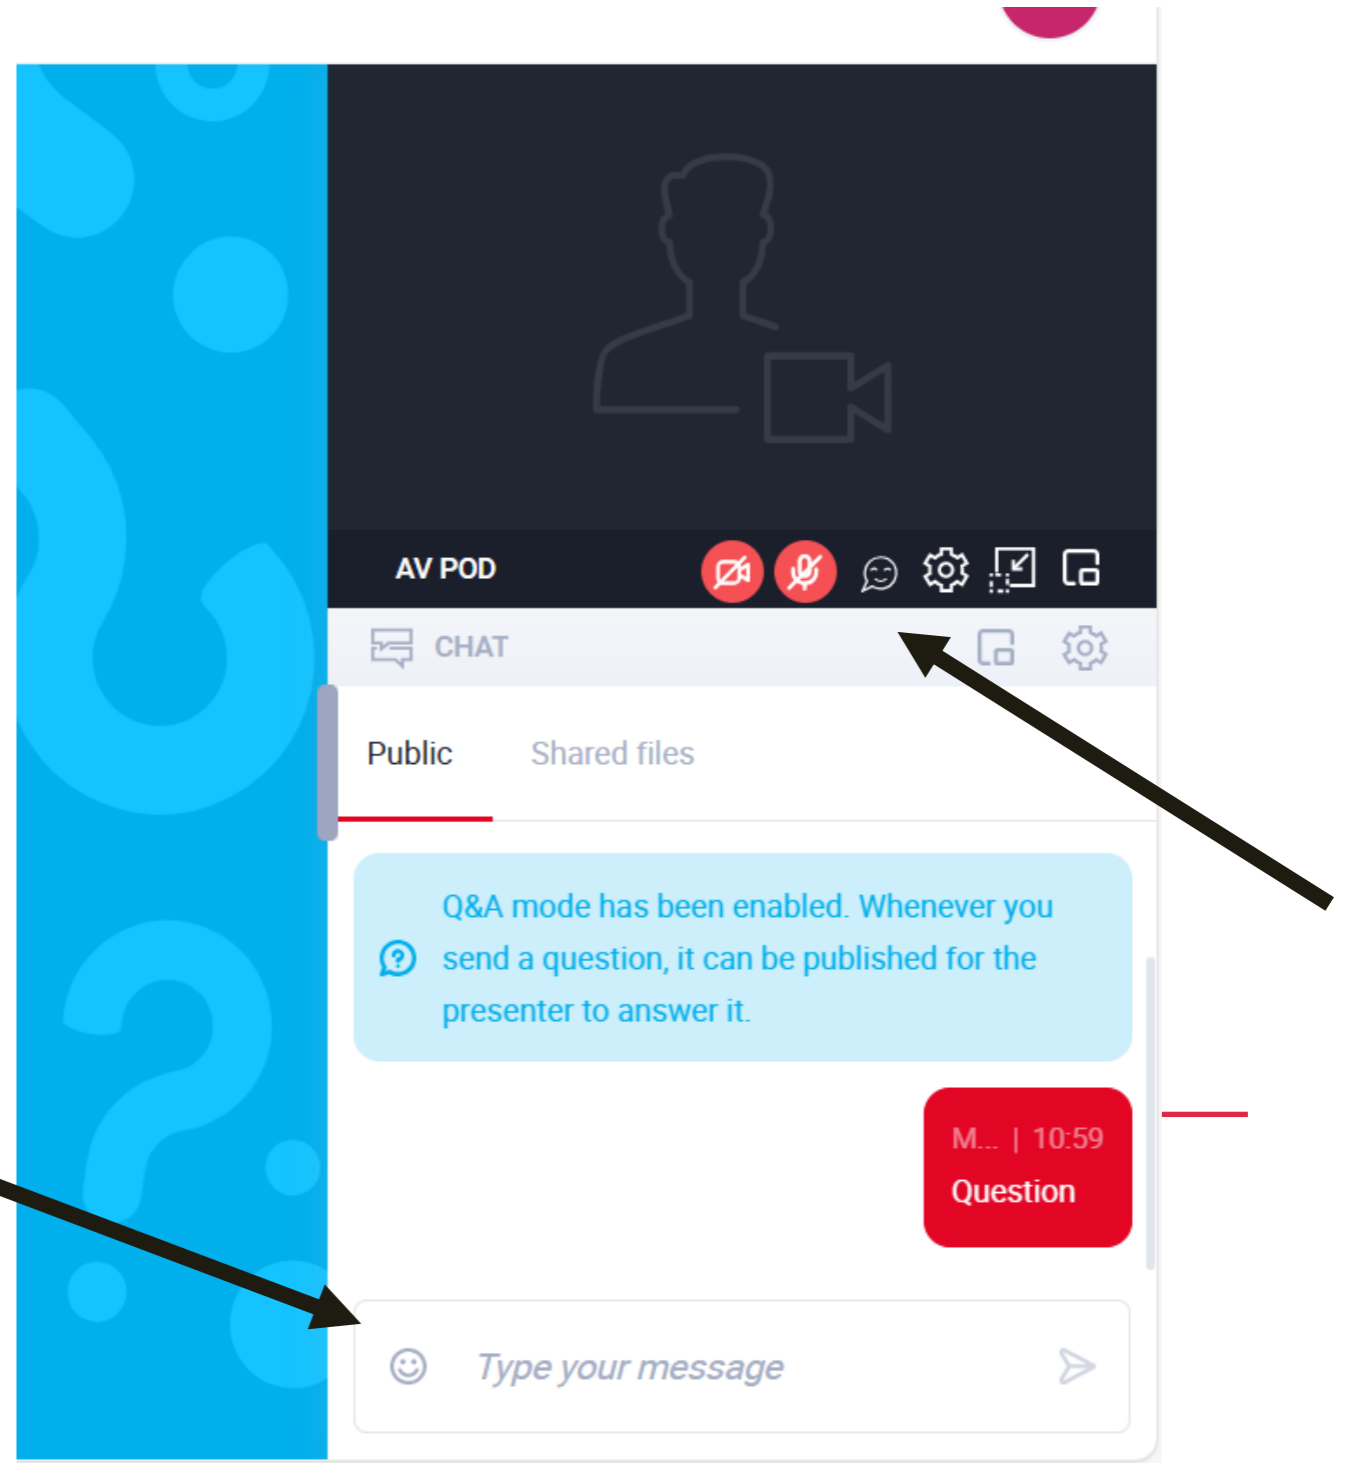 AV POD
CHAT
Public Shared files
Q&A mode has been enabled. Whenever you
send a question, it can be published for the
presenter to answer it.
M... | 10:59
Question
Type your message